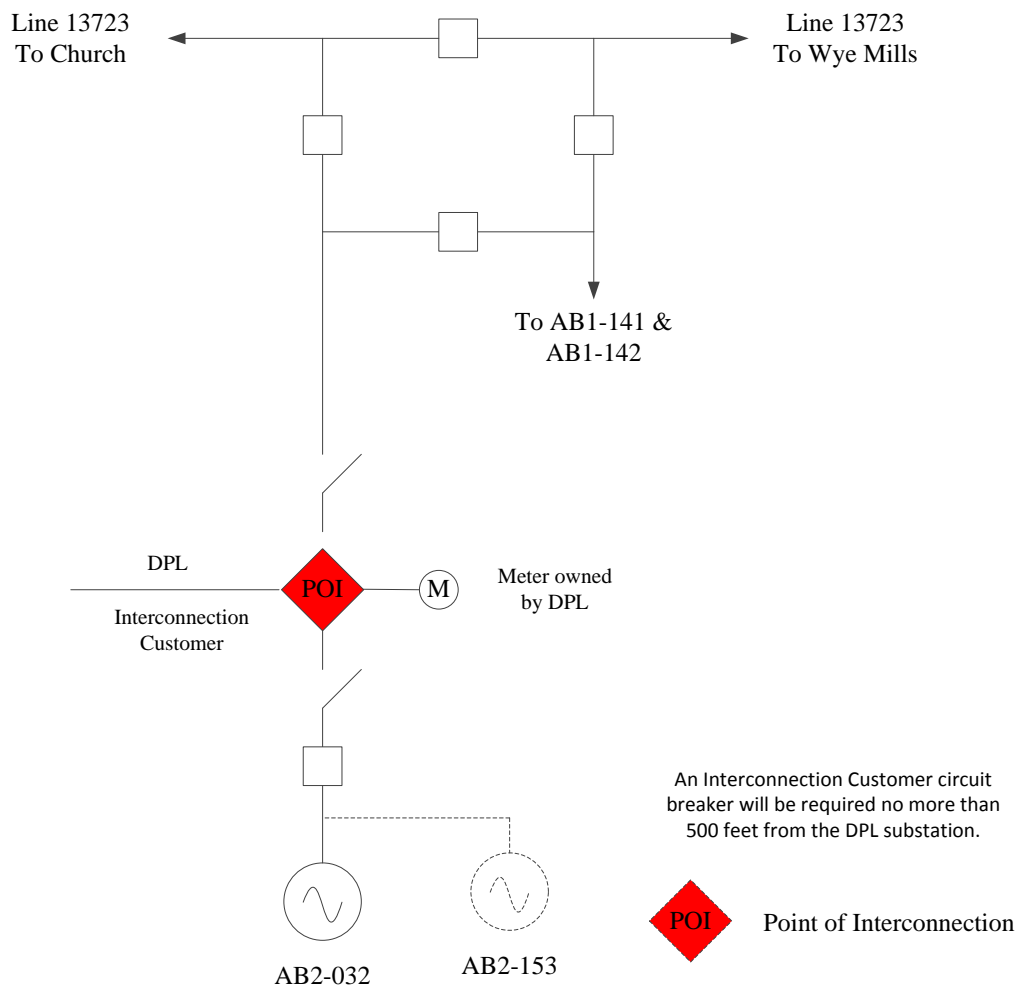 Line 13723
To Church
Line 13723
To Wye Mills
To AB1-141 &
AB1-142
DPL
POI
M
Meter owned
by DPL
Interconnection
Customer
An Interconnection Customer circuit
breaker will be required no more than
500 feet from the DPL substation.
POI
Point of Interconnection
AB2-032
AB2-153